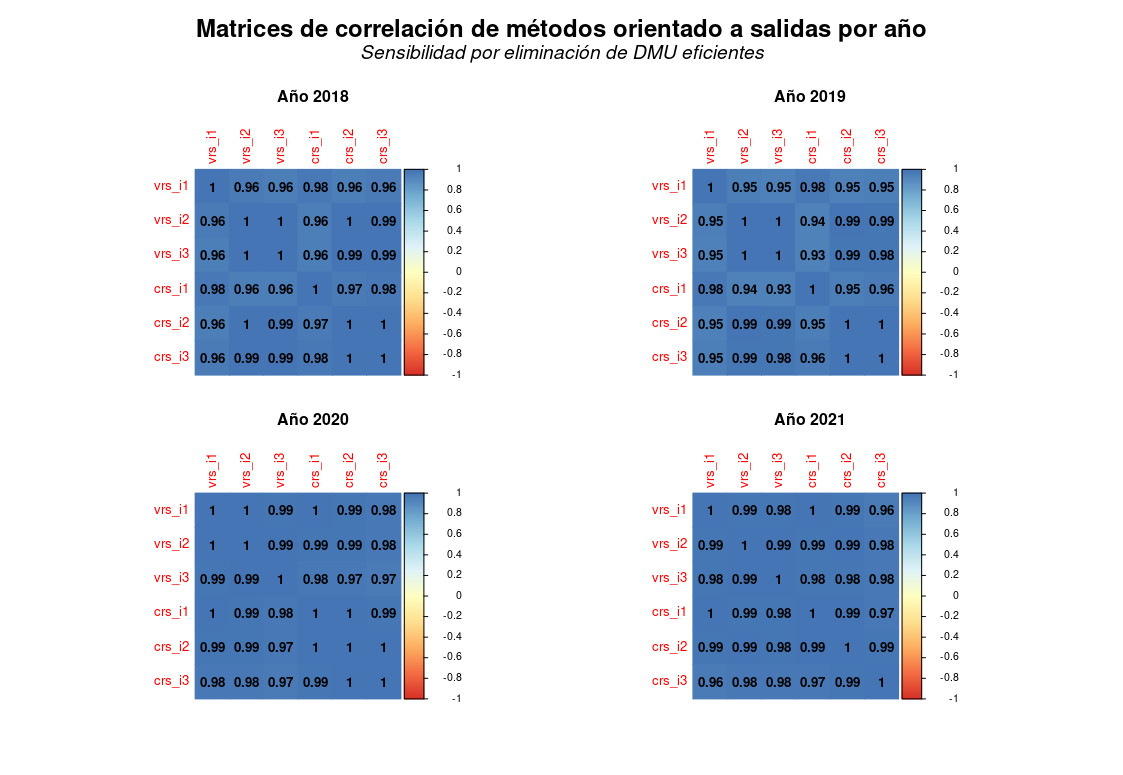 Matrices de correlación de métodos orientado a salidas por año
Sensibilidad por eliminación de DMU eficientes
Año 2018
vrs_i1 vrs_i2 vrs_i3 crs_i1 crs_i2 crs_i3
vrs_i1 1 0.96 0.96 0.98 0.96 0.96
vrs_i2 0.96 1 1 0.96 1 0.99
vrs_i3 0.96 1 1 0.96 0.99 0.99
crs_i1 0.98 0.96 0.96 1 0.97 0.98
crs_i2 0.96 1 0.99 0.97 1 1
crs_i3 0.96 0.99 0.99 0.98 1 1
1
0.8
0.6
0.4
0.2
0
-0.2
-0.4
-0.6
-0.8
-1
Año 2019
vrs_i1 vrs_i2 vrs_i3 crs_i1 crs_i2 crs_i3
vrs_i1 1 0.95 0.95 0.98 0.95 0.95
vrs_i2 0.95 1 1 0.94 0.99 0.99
vrs_i3 0.95 1 1 0.93 0.99 0.98
crs_i1 0.98 0.94 0.93 1 0.95 0.96
crs_i2 0.95 0.99 0.99 0.95 1 1
crs_i3 0.95 0.99 0.98 0.96 1 1
1
0.8
0.6
0.4
0.2
0
-0.2
-0.4
-0.6
-0.8
-1
Año 2020
vrs_i1 vrs_i2 vrs_i3 crs_i1 crs_i2 crs_i3
vrs_i1 1 1 0.99 1 0.99 0.98
vrs_i2 1 1 0.99 0.99 0.99 0.98
vrs_i3 0.99 0.99 1 0.98 0.97 0.97
crs_i1 1 0.99 0.98 1 1 0.99
crs_i2 0.99 0.99 0.97 1 1 1
crs_i3 0.98 0.98 0.97 0.99 1 1
1
0.8
0.6
0.4
0.2
0
-0.2
-0.4
-0.6
-0.8
-1
Año 2021
vrs_i1 vrs_i2 vrs_i3 crs_i1 crs_i2 crs_i3
vrs_i1 1 0.99 0.98 1 0.99 0.96
vrs_i2 0.99 1 0.99 0.99 0.99 0.98
vrs_i3 0.98 0.99 1 0.98 0.98 0.98
crs_i1 1 0.99 0.98 1 0.99 0.97
crs_i2 0.99 0.99 0.98 0.99 1 0.99
crs_i3 0.96 0.98 0.98 0.97 0.99 1
1
0.8
0.6
0.4
0.2
0
-0.2
-0.4
-0.6
-0.8
-1